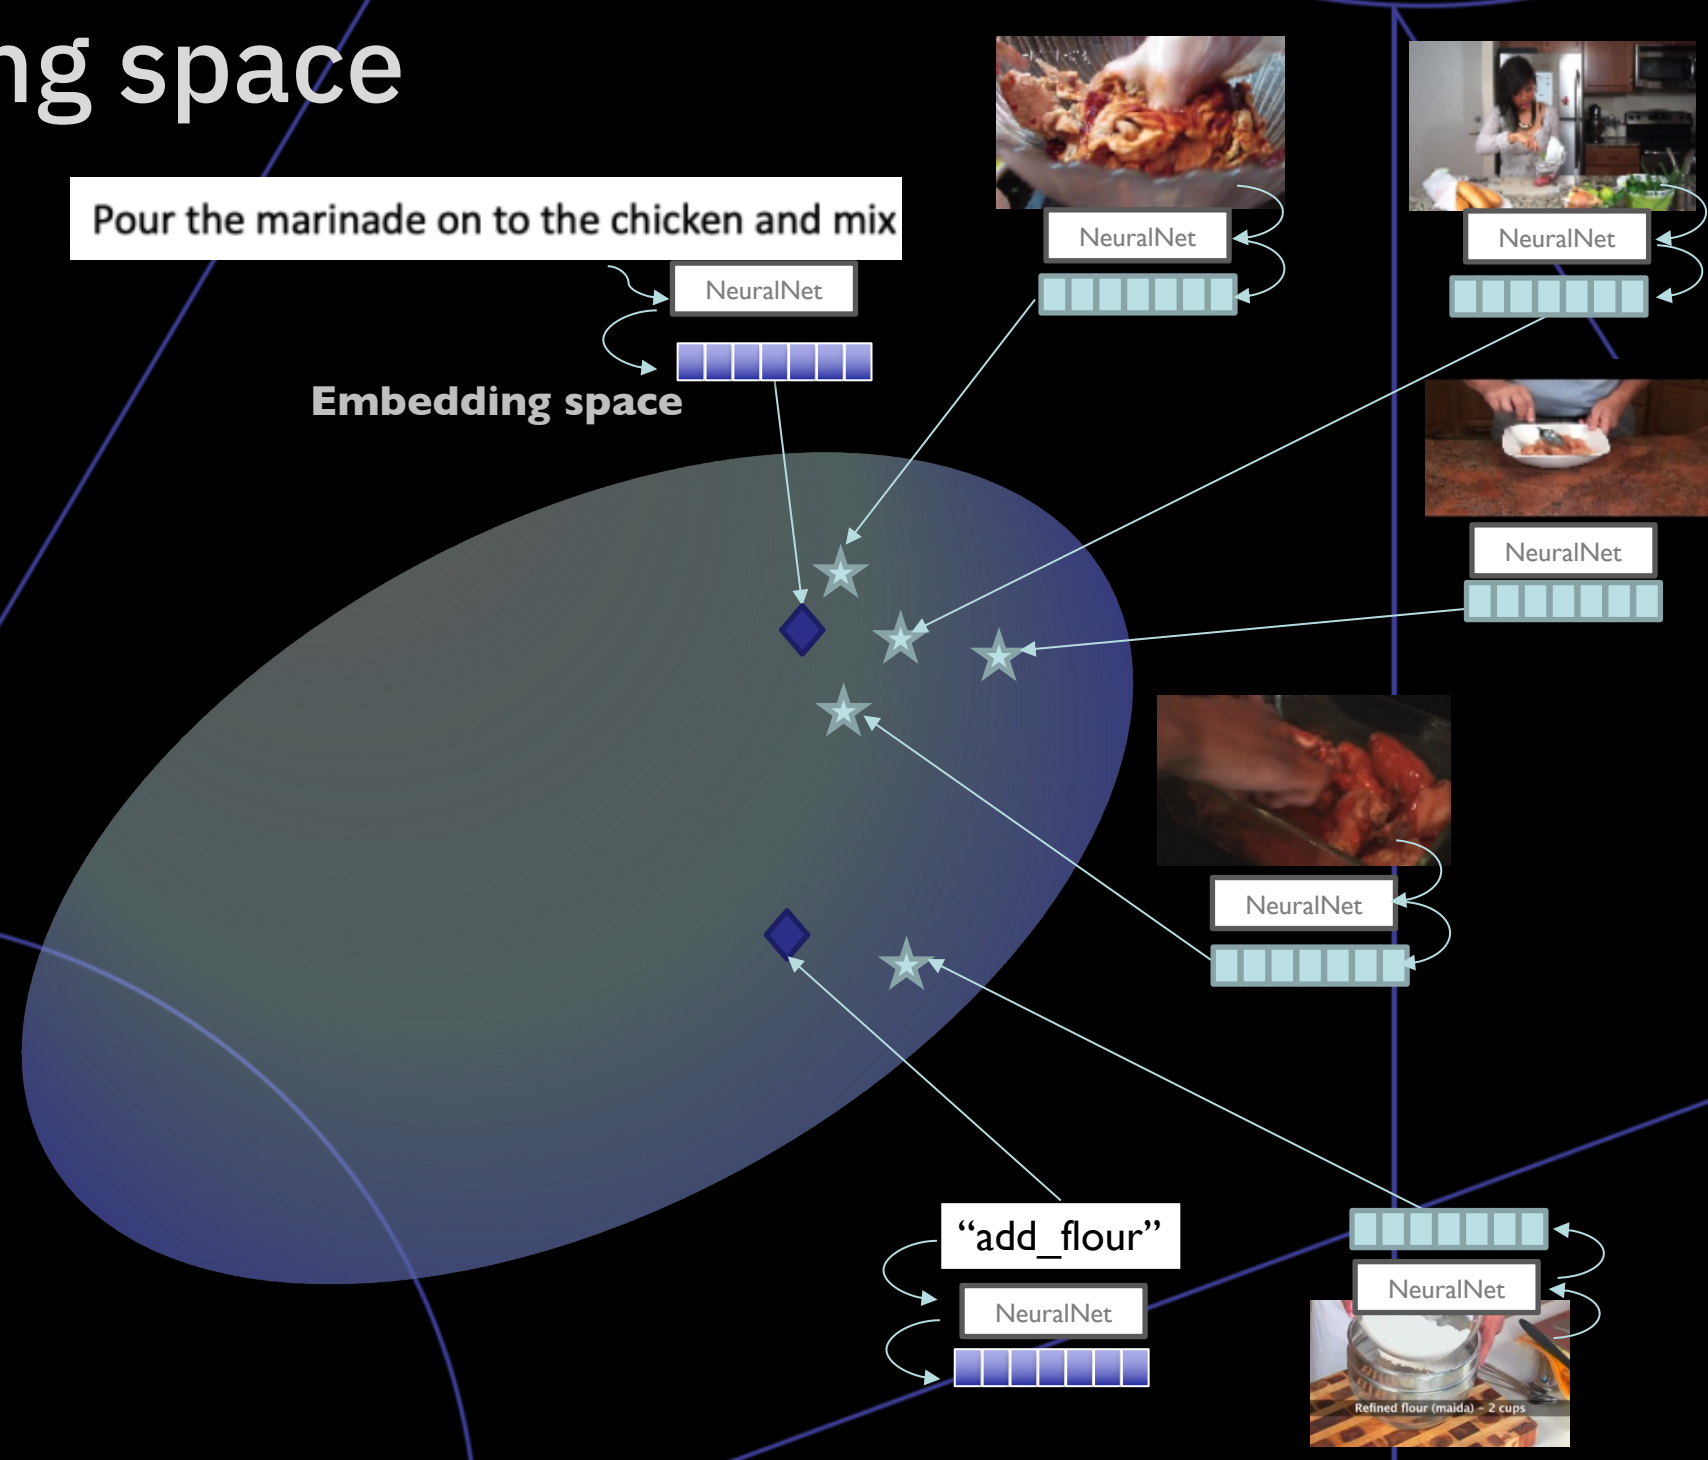 ng space
Pour the marinade on to the chicken and mix
NeuralNet
NeuralNet
NeuralNet
Embedding space
NeuralNet
NeuralNet
“add_flour”
NeuralNet
NeuralNet
Refined flour (maida) - 2 cups